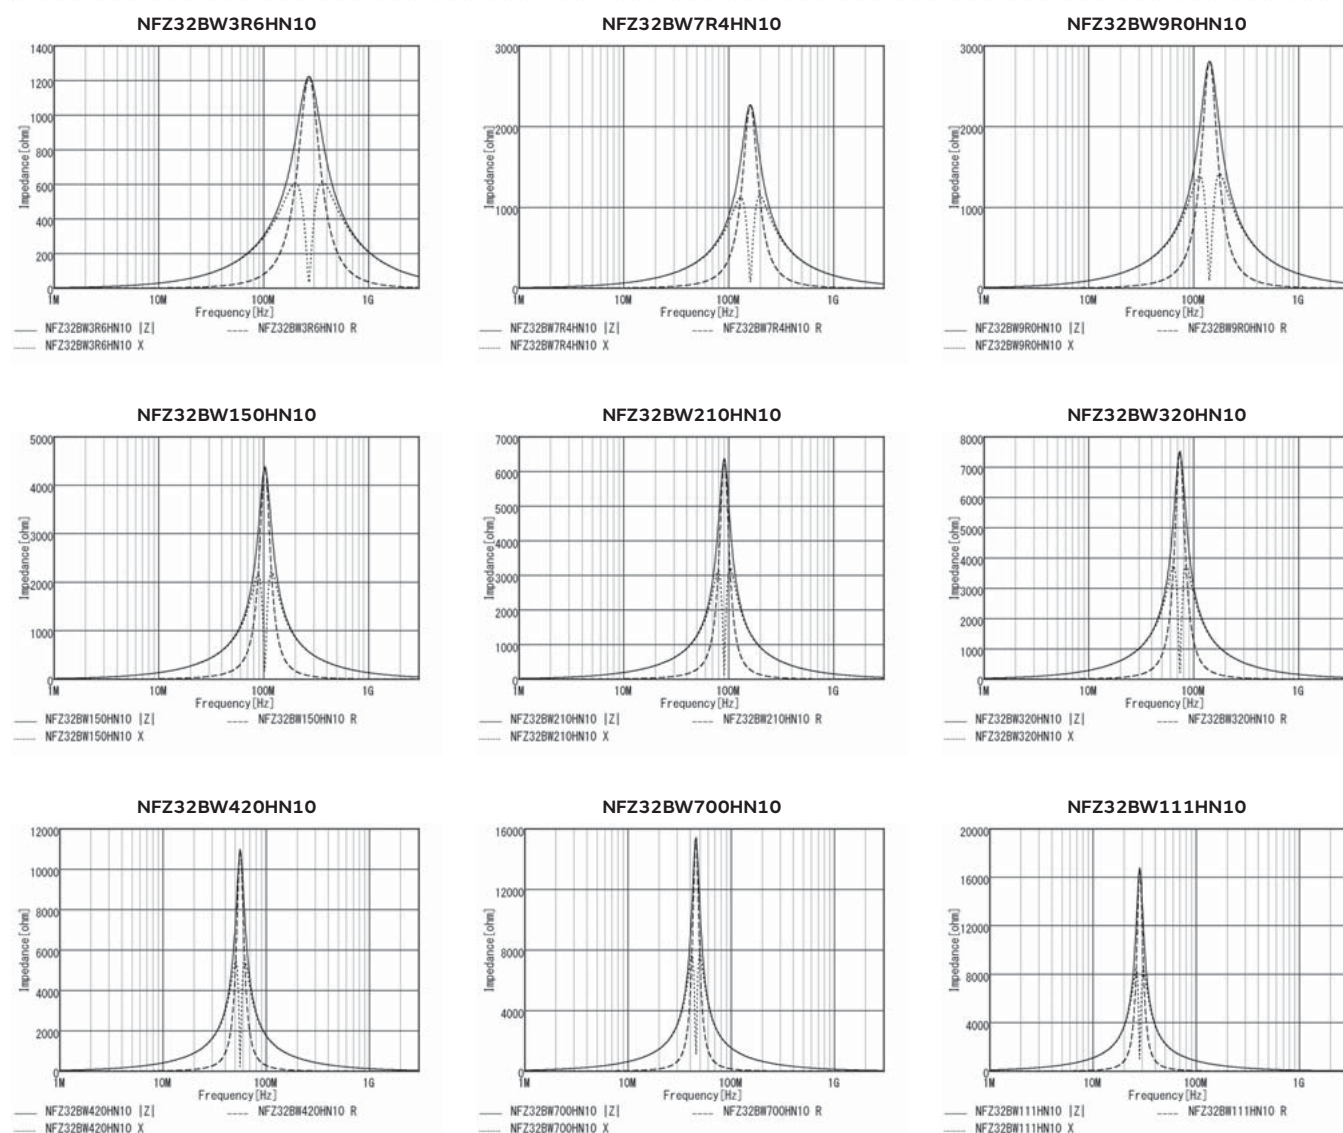 NFZ32BW3R6HN10
1400
1200
1000
800
600
400
200
0
Impedance[ohm]
1M 10M 100M 1G
Frequency[Hz]
NFZ32BW3R6HN10 |Z| NFZ32BW3R6HN10 R
NFZ32BW3R6HN10 X
NFZ32BW7R4HN10
3000
2000
1000
0
Impedance[ohm]
1M 10M 100M 1G
Frequency[Hz]
NFZ32BW7R4HN10 |Z| NFZ32BW7R4HN10 R
NFZ32BW7R4HN10 X
NFZ32BW9R0HN10
3000
2000
1000
0
Impedance[ohm]
1M 10M 100M 1G
Frequency[Hz]
NFZ32BW9R0HN10 |Z| NFZ32BW9R0HN10 R
NFZ32BW9R0HN10 X
NFZ32BW150HN10
5000
4000
3000
2000
1000
0
Impedance[ohm]
1M 10M 100M 1G
Frequency[Hz]
NFZ32BW150HN10 |Z| NFZ32BW150HN10 R
NFZ32BW150HN10 X
NFZ32BW210HN10
7000
6000
5000
4000
3000
2000
1000
0
Impedance[ohm]
1M 10M 100M 1G
Frequency[Hz]
NFZ32BW210HN10 |Z| NFZ32BW210HN10 R
NFZ32BW210HN10 X
NFZ32BW320HN10
8000
7000
6000
5000
4000
3000
2000
1000
0
Impedance[ohm]
1M 10M 100M 1G
Frequency[Hz]
NFZ32BW320HN10 |Z| NFZ32BW320HN10 R
NFZ32BW320HN10 X
NFZ32BW420HN10
12000
10000
8000
6000
4000
2000
0
Impedance[ohm]
1M 10M 100M 1G
Frequency[Hz]
NFZ32BW420HN10 |Z| NFZ32BW420HN10 R
NFZ32BW420HN10 X
NFZ32BW700HN10
16000
12000
8000
4000
0
Impedance[ohm]
1M 10M 100M 1G
Frequency[Hz]
NFZ32BW700HN10 |Z| NFZ32BW700HN10 R
NFZ32BW700HN10 X
NFZ32BW111HN10
20000
16000
12000
8000
4000
0
Impedance[ohm]
1M 10M 100M 1G
Frequency[Hz]
NFZ32BW111HN10 |Z| NFZ32BW111HN10 R
NFZ32BW111HN10 X